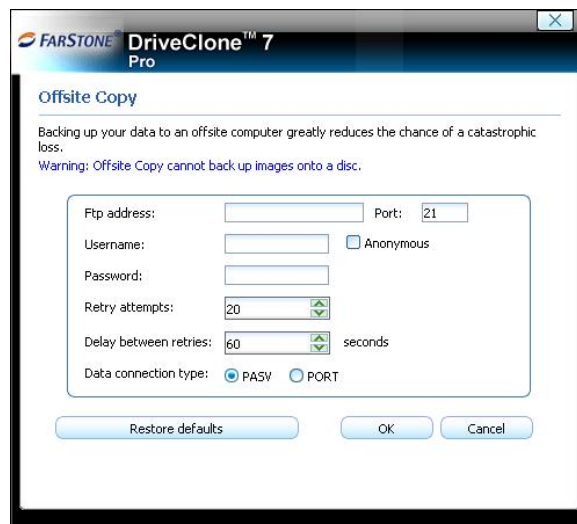 FARSTONE® DriveClone™ 7
Pro
Offsite Copy
Backing up your data to an offsite computer greatly reduces the chance of a catastrophic
loss.
Warning: Offsite Copy cannot back up images onto a disc.
Ftp address: Port: 21
Username: Anonymous
Password:
Retry attempts: 20
Delay between retries: 60 seconds
Data connection type: PASV PORT
Restore defaults OK Cancel